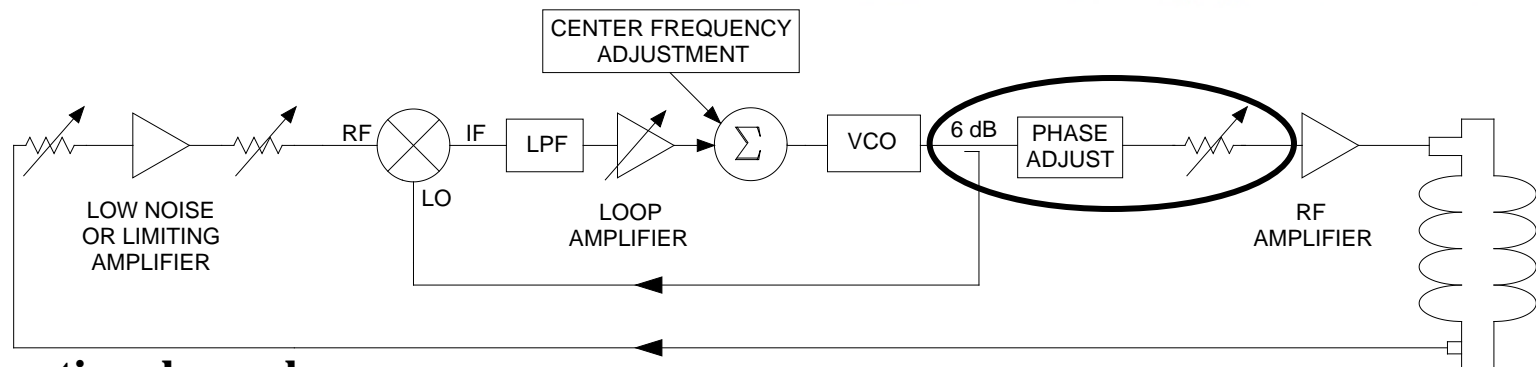 CENTER FREQUENCY
ADJUSTMENT
RF
IF
LPF
Σ
VCO
6 dB
PHASE
ADJUST
LO
LOW NOISE
OR LIMITING
AMPLIFIER
LOOP
AMPLIFIER
RF
AMPLIFIER